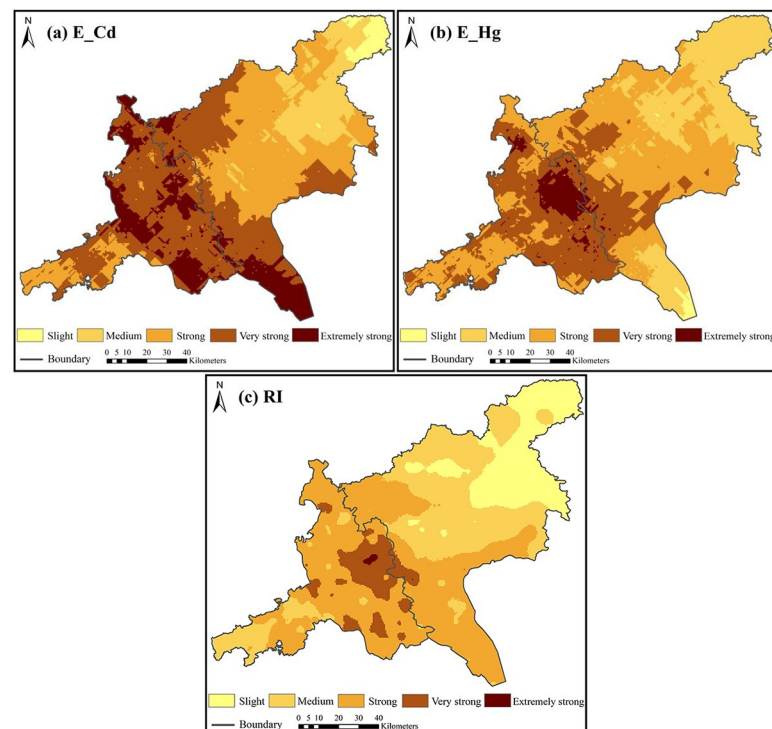 N
(a) E_Cd
Slight Medium Strong Very strong Extremely strong
Boundary 0 5 10 20 30 40 Kilometers
N
(b) E_Hg
Slight Medium Strong Very strong Extremely strong
Boundary 0 5 10 20 30 40 Kilometers
N
(c) RI
Slight Medium Strong Very strong Extremely strong
Boundary 0 5 10 20 30 40 Kilometers